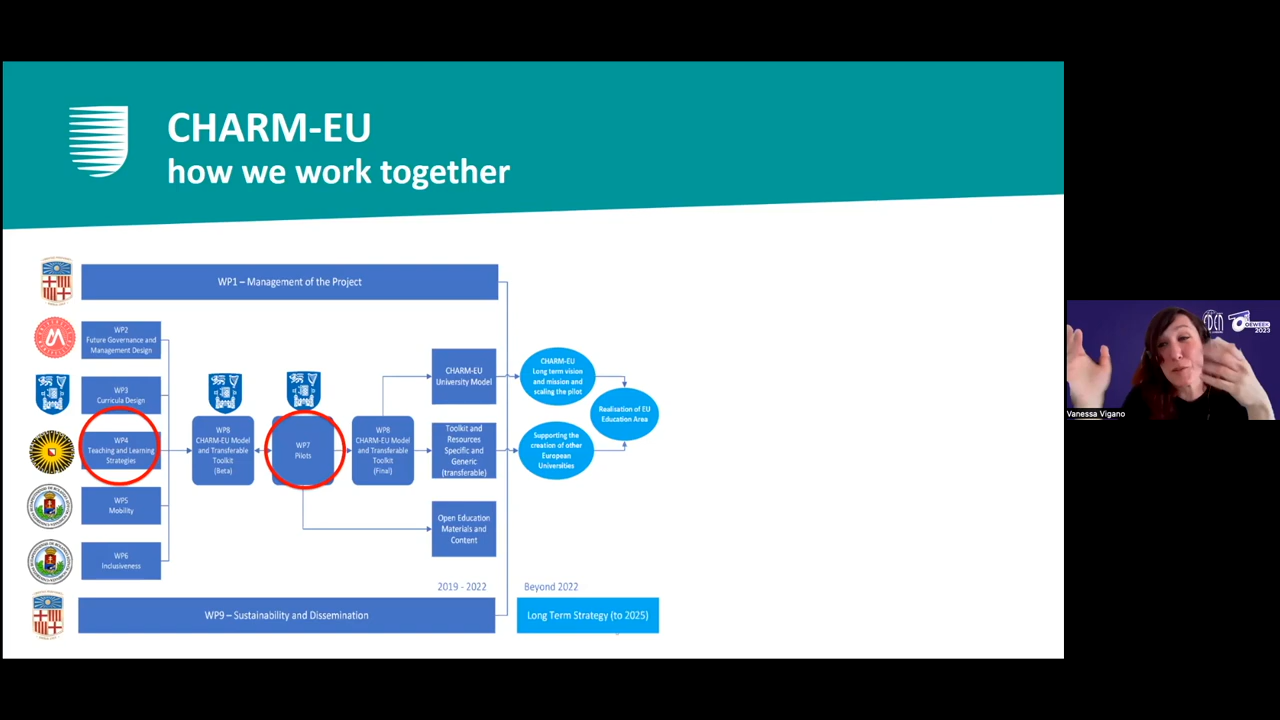 CHARM-EU
how we work together
WP1 – Management of the Project
WP2
Future Governance and
Management Design
WP3
Curricula Design
WP4
Teaching and Learning
Strategies
WP5
Mobility
WP6
Inclusiveness
WP8
CHARM-EU Model
and Transferable
Toolkit
(Beta)
WP7
Pilots
WP8
CHARM-EU Model
and Transferable
Toolkit
(Final)
CHARM-EU
University Model
Toolkit and
Resources
Specific and
Generic
(transferable)
Open Education
Materials and
Content
CHARM-EU
Long term vision
and mission and
scaling the pilot
Supporting the
creation of other
European
Universities
Realisation of EU
Education Area
2019 - 2022
Beyond 2022
WP9 – Sustainability and Dissemination
Long Term Strategy (to 2025)
OEWEEK
2023
Vanessa Vigano